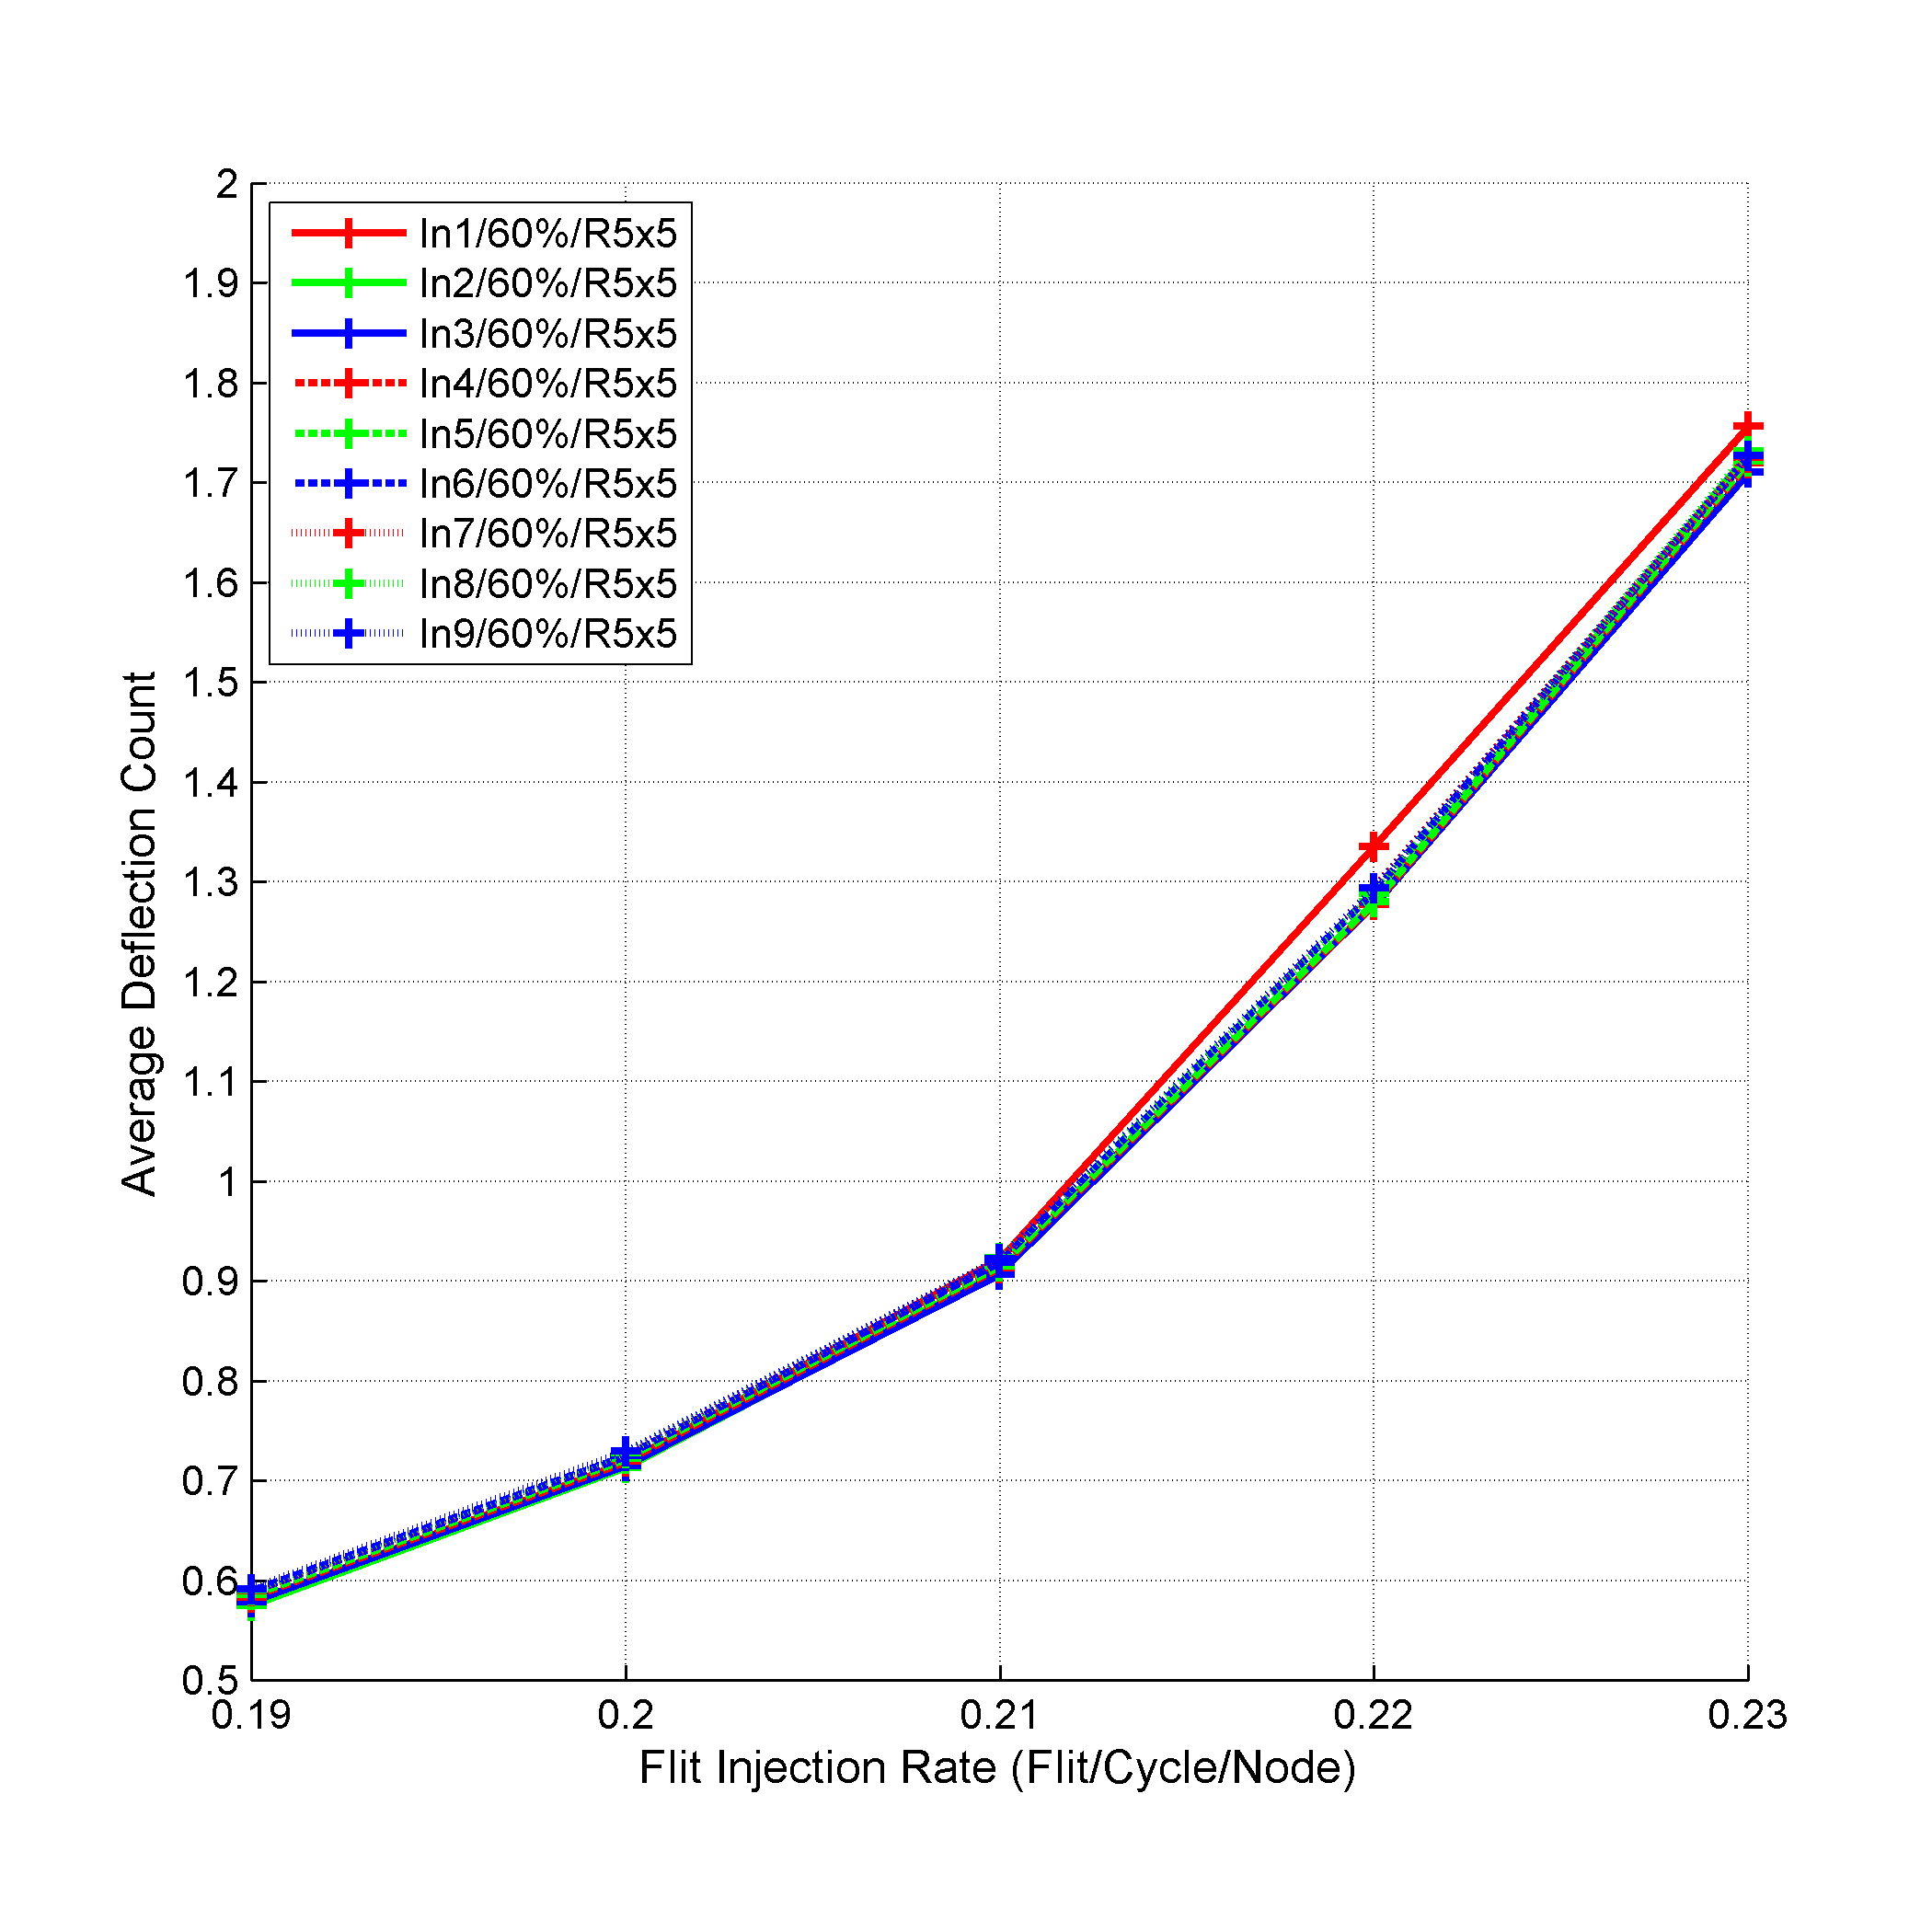 2
1.9
1.8
1.7
1.6
1.5
1.4
1.3
1.2
1.1
1
0.9
0.8
0.7
0.6
0.5
In1/60%/R5x5
In2/60%/R5x5
In3/60%/R5x5
In4/60%/R5x5
In5/60%/R5x5
In6/60%/R5x5
In7/60%/R5x5
In8/60%/R5x5
In9/60%/R5x5
Average Deflection Count
0.19 0.2 0.21 0.22 0.23
Flit Injection Rate (Flit/Cycle/Node)